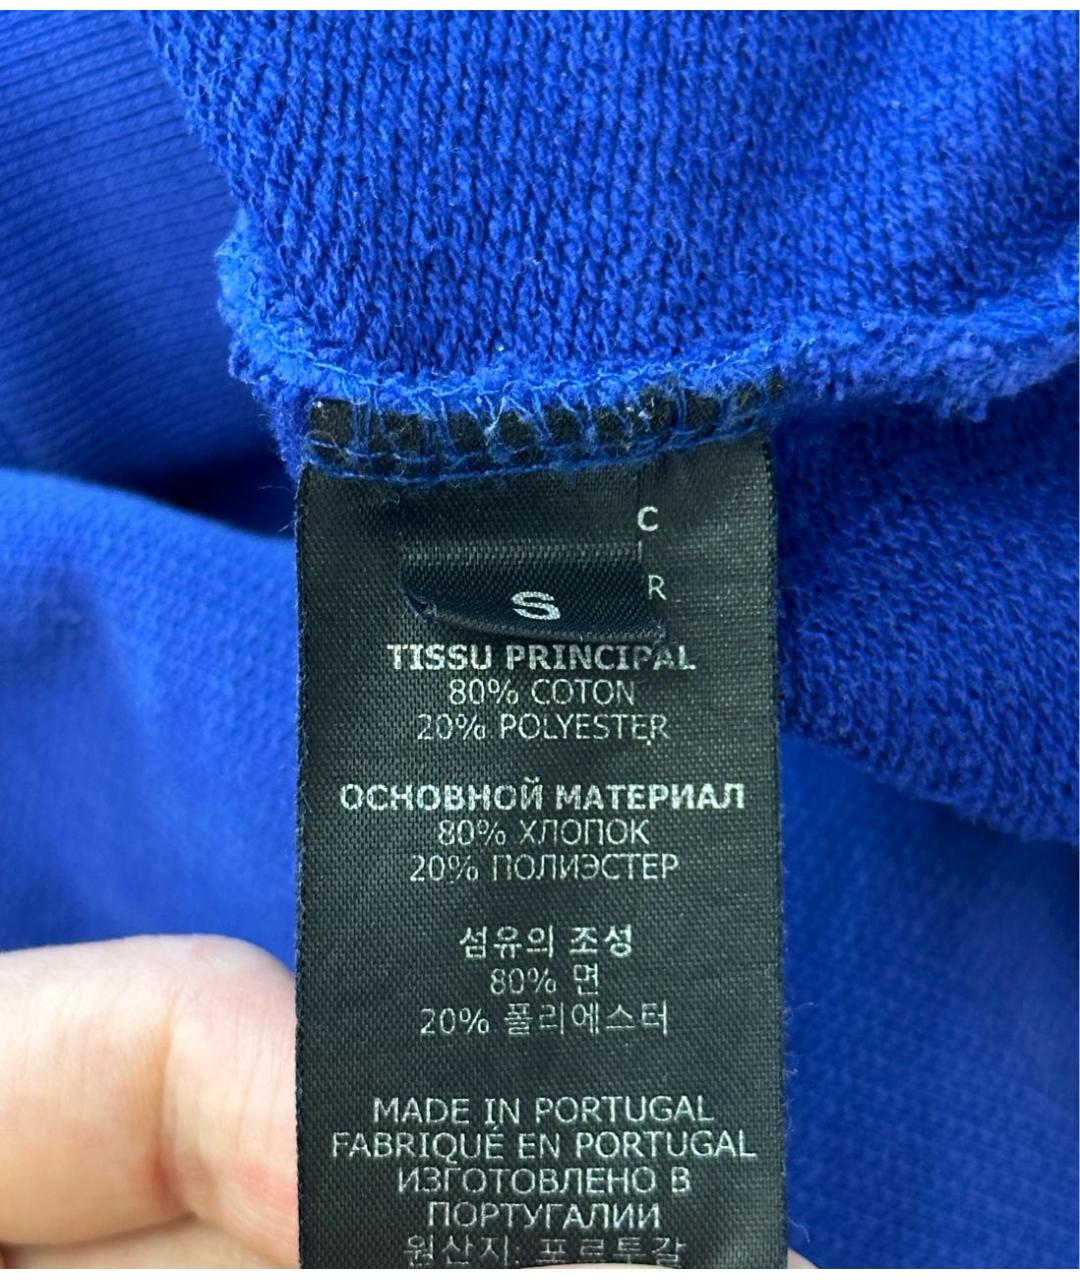 C
R
S
TISSU PRINCIPAL
80% COTON
20% POLYESTER
ОСНОВНОЙ МАТЕРИАЛ
80% ХЛОПОК
20% ПОЛИЭСТЕР
섬유의 조성
80% 면
20% 폴리에스터
MADE IN PORTUGAL
FABRIQUÉ EN PORTUGAL
ИЗГОТОВЛЕНО В
ПОРТУГАЛИИ
원산지: 포르투갈